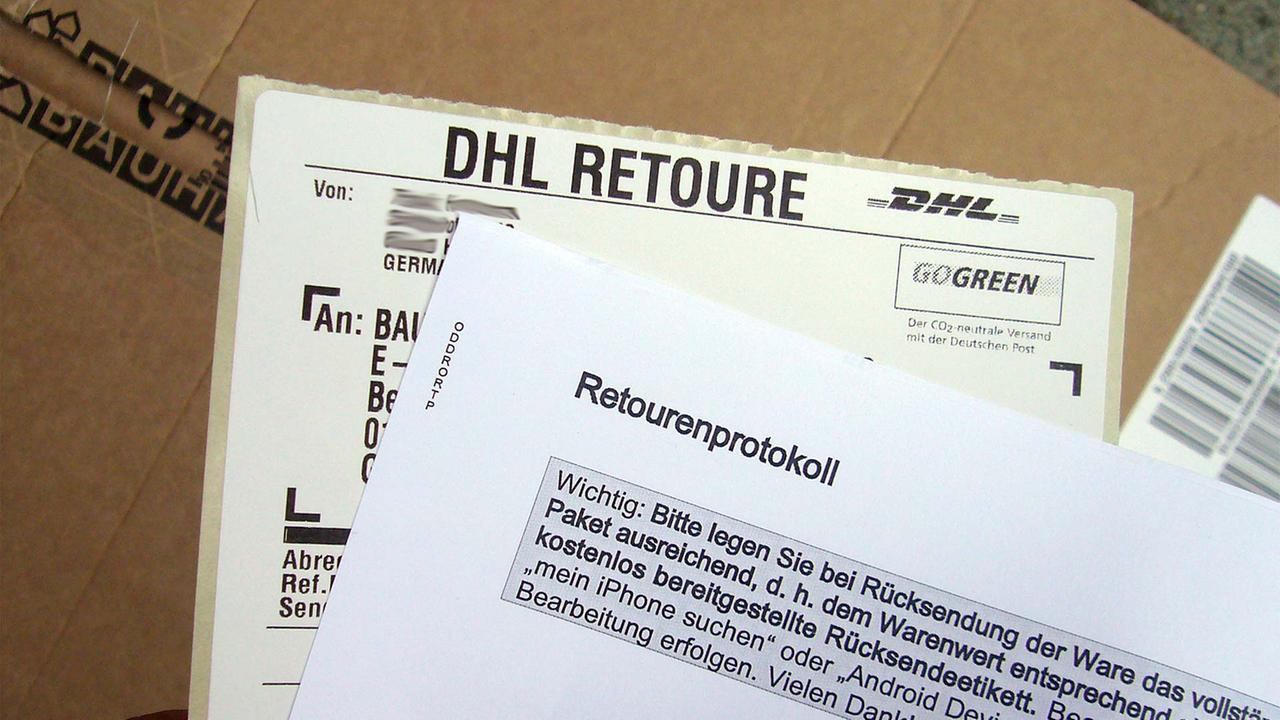 BAUHA
DHL RETOURE
DHL
Von:
GERMA
GOGREEN
Der CO₂-neutrale Versand
mit der Deutschen Post
An: BAU
E-
Be
Abre
Ref.
Sen
ODDRORTP
Retourenprotokoll
Wichtig: Bitte legen Sie bei Rücksendung der Ware das vollstä
Paket ausreichend, d. h. dem Warenwert entsprechend
kostenlos bereitgestellte Rücksendeetikett. Bea
„mein iPhone suchen“ oder „Android Devi
Bearbeitung erfolgen. Vielen Dank